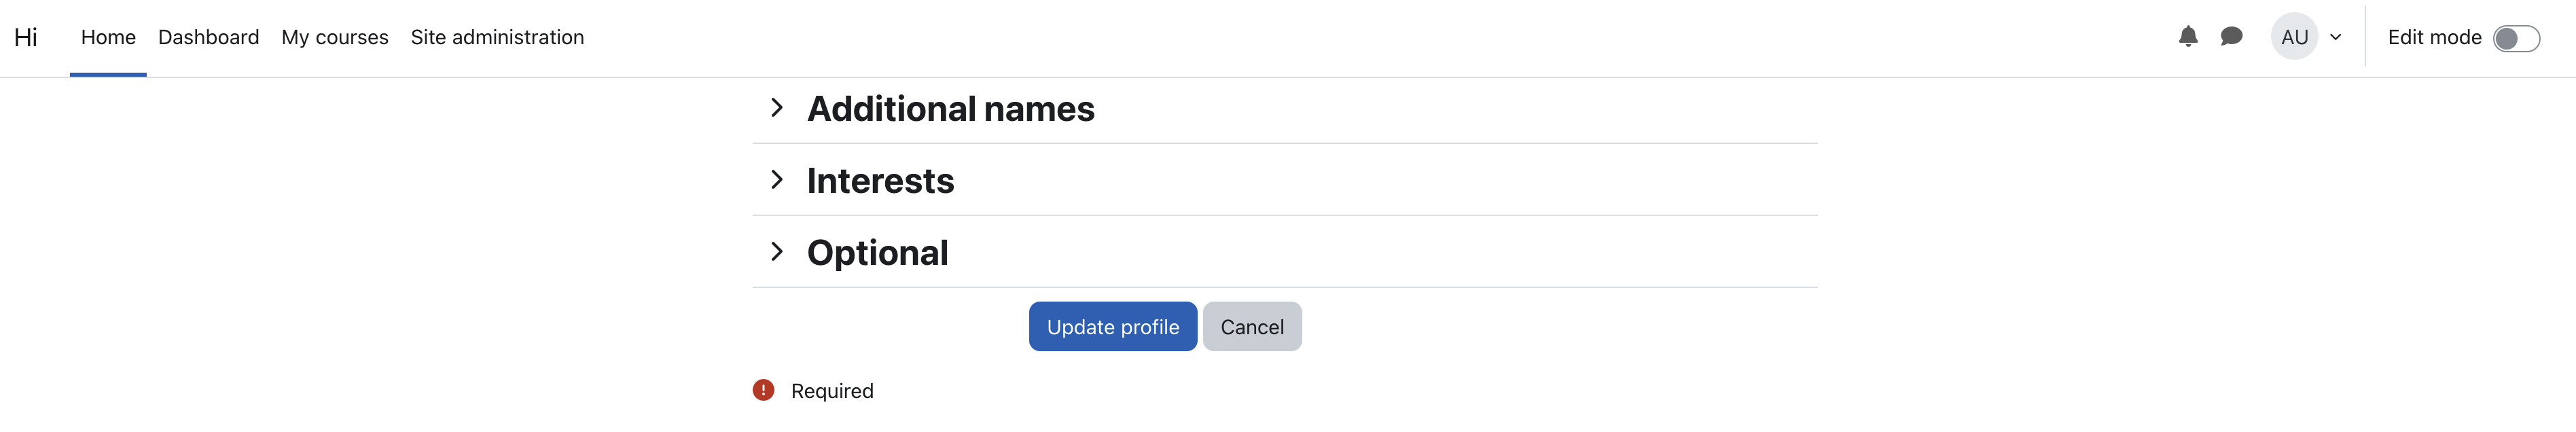 Hi Home Dashboard My courses Site administration AU Edit mode
Additional names
Interests
Optional
Update profile Cancel
Required